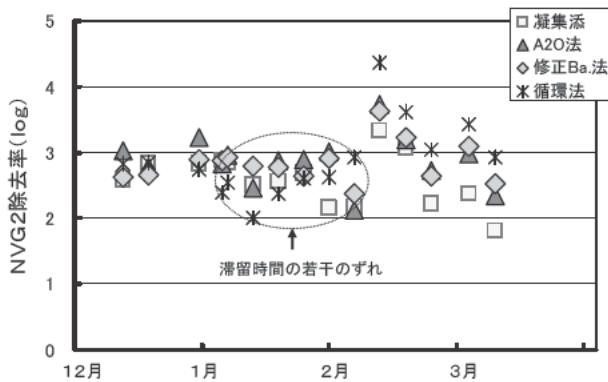 NVG2除去率(log)
5
4
3
2
1
0
凝集添
A2O法
修正Ba.法
循環法
滞留時間の若干のずれ
12月
1月
2月
3月